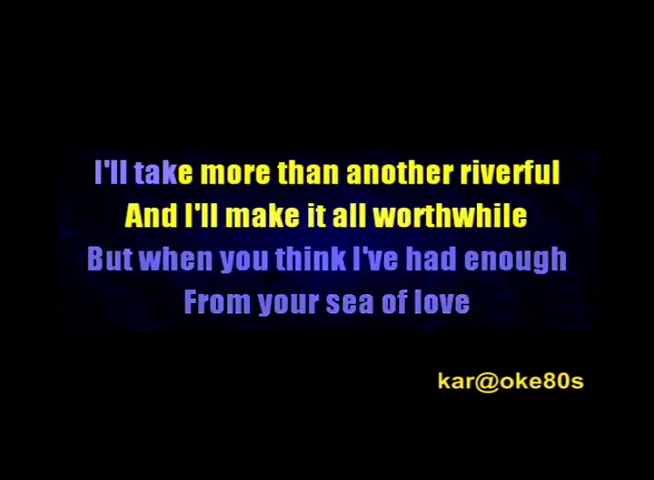 I'll take more than another riverful
And I'll make it all worthwhile
But when you think I've had enough
From your sea of love
kar@oke80s